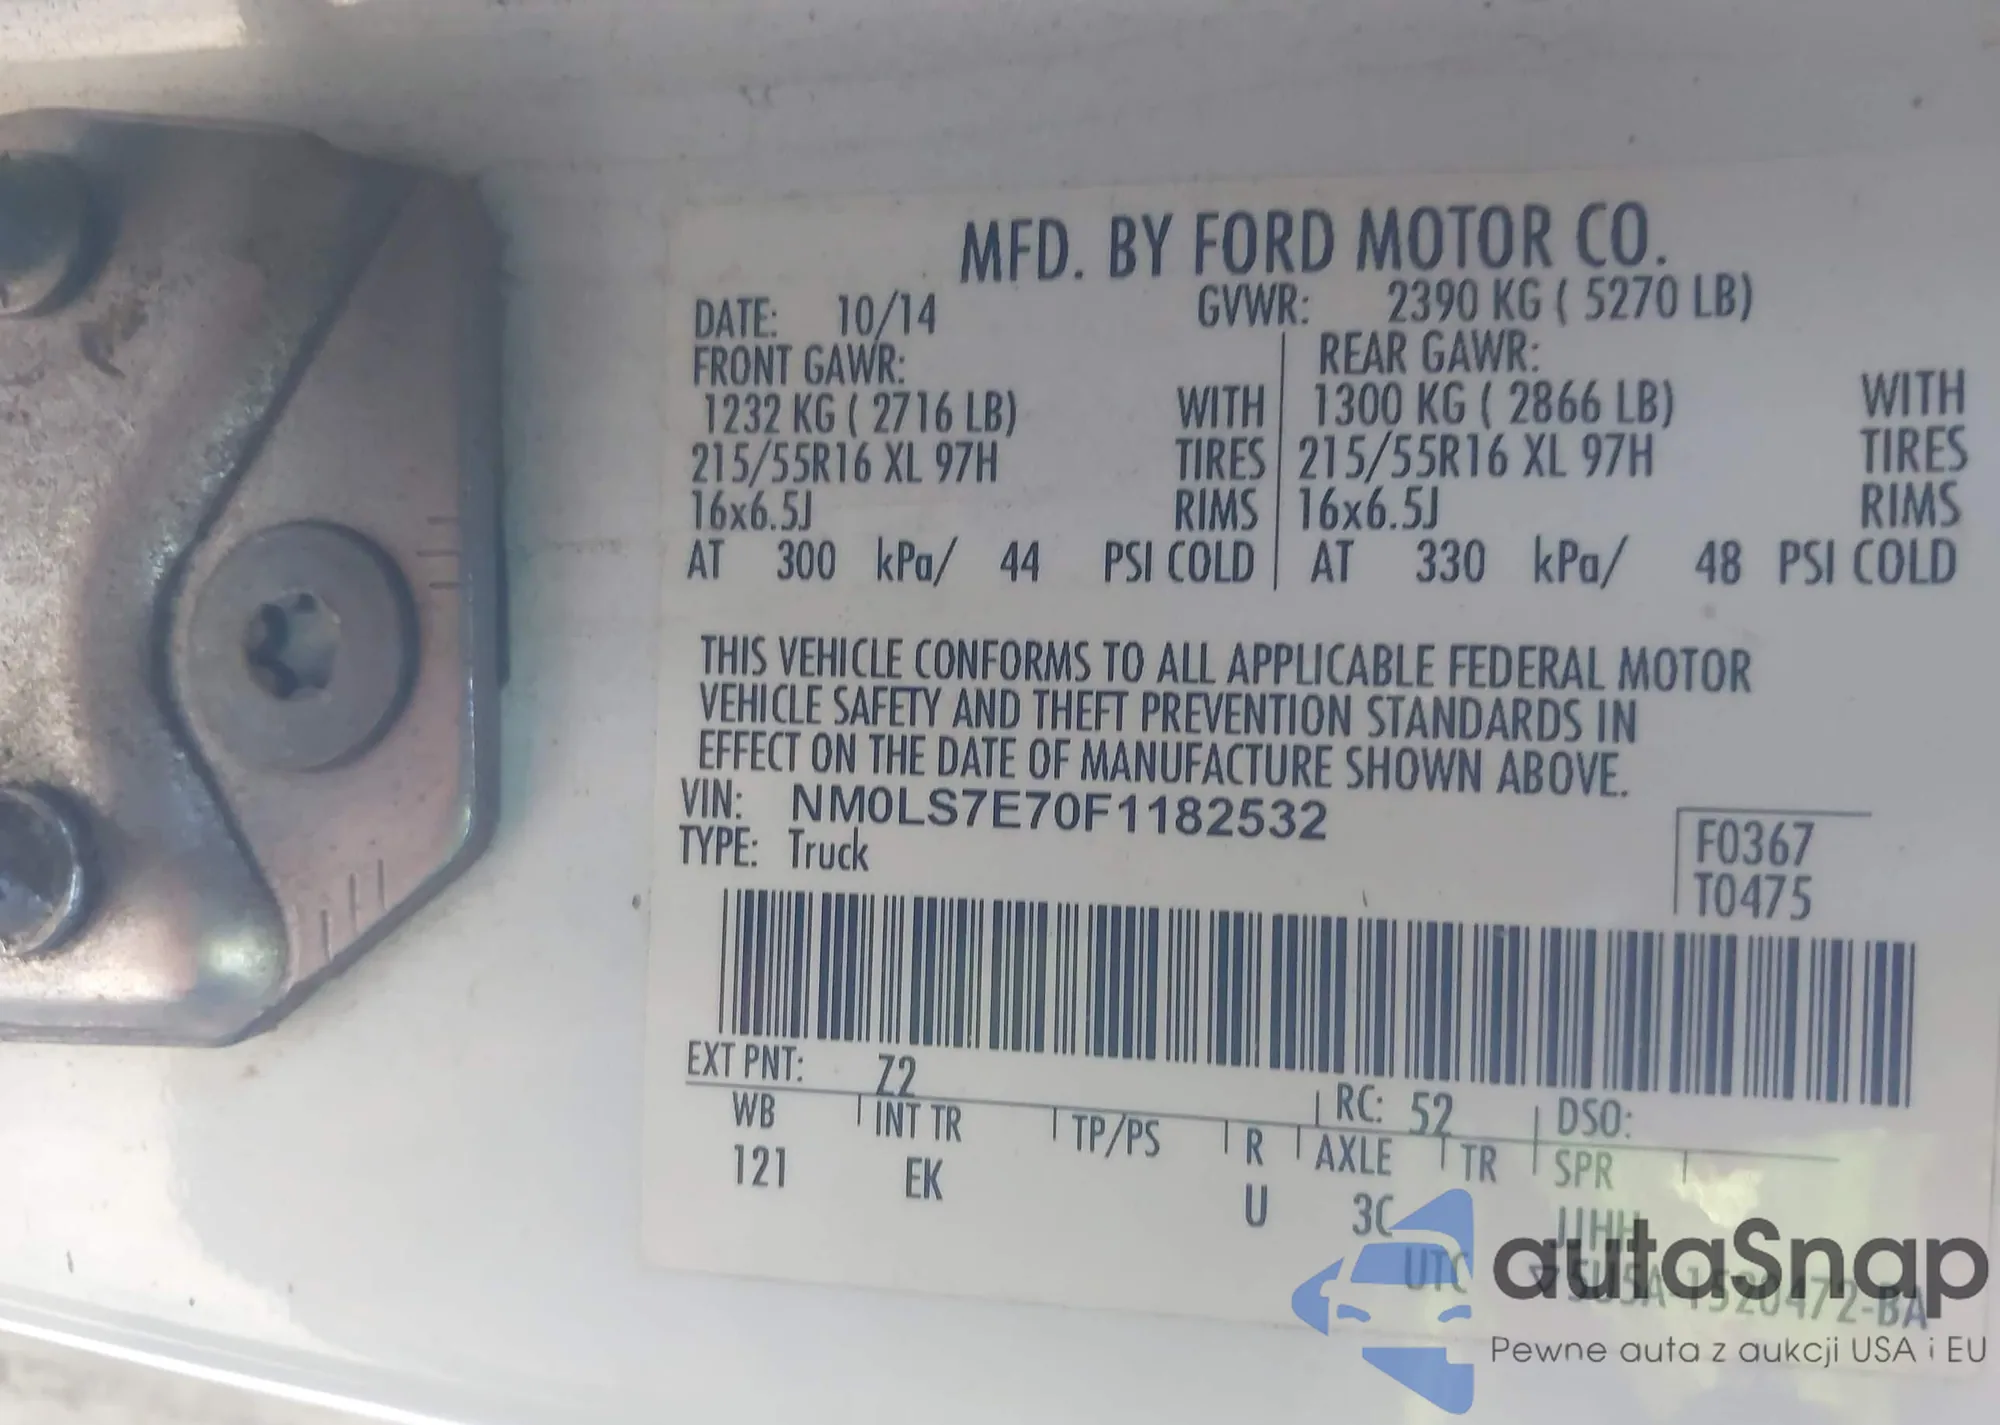 MFD. BY FORD MOTOR CO.
DATE: 10/14 GVWR: 2390 KG ( 5270 LB)
FRONT GAWR: REAR GAWR:
1232 KG ( 2716 LB) WITH 1300 KG ( 2866 LB) WITH
215/55R16 XL 97H TIRES 215/55R16 XL 97H TIRES
16x6.5J RIMS 16x6.5J RIMS
AT 300 kPa/ 44 PSI COLD AT 330 kPa/ 48 PSI COLD
THIS VEHICLE CONFORMS TO ALL APPLICABLE FEDERAL MOTOR
VEHICLE SAFETY AND THEFT PREVENTION STANDARDS IN
EFFECT ON THE DATE OF MANUFACTURE SHOWN ABOVE.
VIN: NM0LS7E70F1182532
TYPE: Truck
F0367
T0475
EXT PNT: Z2 RC: 52 DSO:
WB INT TR TP/PS R AXLE TR SPR
121 EK U 3C JJHH
UTC
autaSnap
Pewne auta z aukcji USA i EU